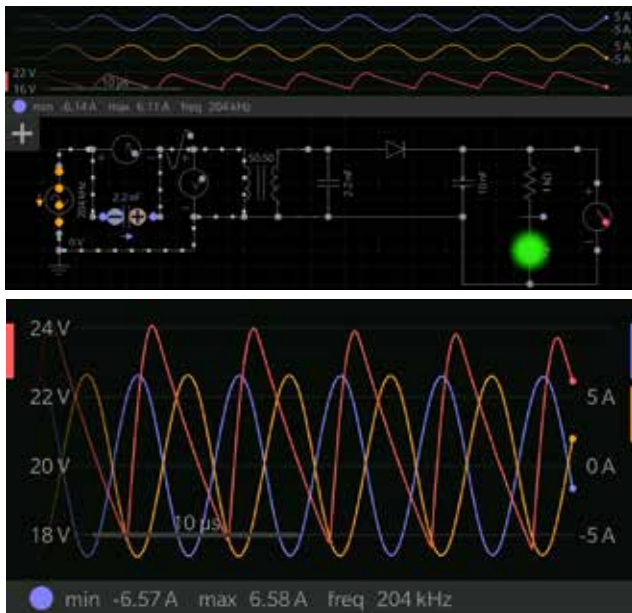 5 A
5 A
-5 A
-5 A
22 V
16 V
10 µs
min -6.14 A max 6.11 A freq 204 kHz
50:50
204 kHz
2.2 nF
2.2 nF
10 nF
1 kΩ
24 V
22 V
5 A
20 V
0 A
18 V
10 µs
-5 A
min -6.57 A max 6.58 A freq 204 kHz